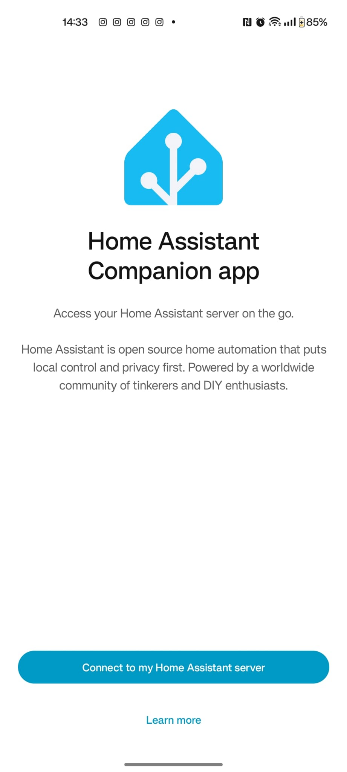 14:33
85%
Home Assistant
Companion app
Access your Home Assistant server on the go.
Home Assistant is open source home automation that puts
local control and privacy first. Powered by a worldwide
community of tinkerers and DIY enthusiasts.
Connect to my Home Assistant server
Learn more